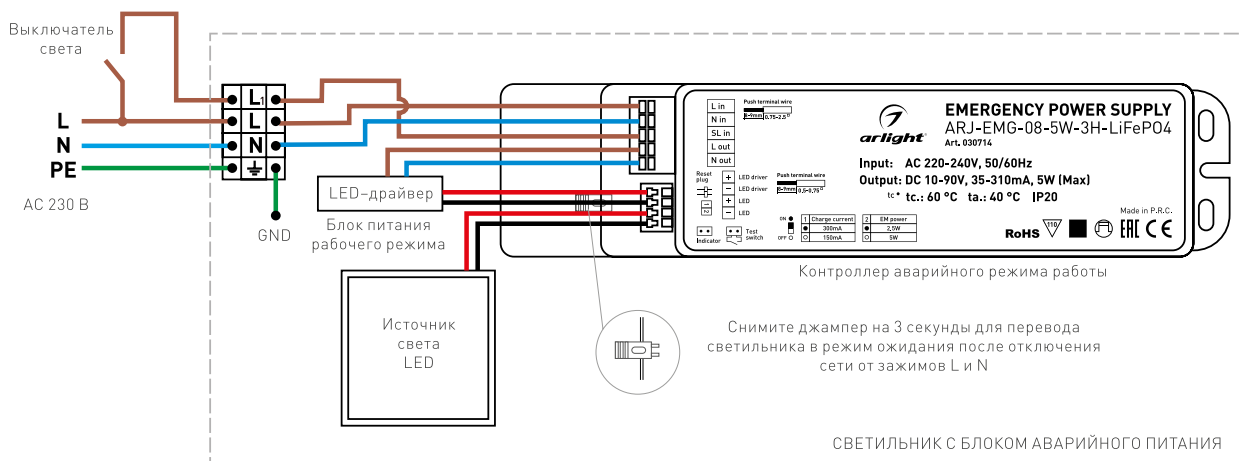 Выключатель
света
L
N
PE
AC 230 В
L1
L
N
GND
LED-драйвер
Блок питания
рабочего режима
Источник
света
LED
L in
N in
SL in
L out
N out
Push terminal wire
8-9mm 0,75-2.5
Reset
plug
+ LED driver
− LED driver
+ LED
− LED
Push terminal wire
0,5-0,75
Indicator
Test
switch
ON
OFF
1 Charge current
300mA
150mA
2 EM power
2,5W
5W
arlight
EMERGENCY POWER SUPPLY
ARJ-EMG-08-5W-3H-LiFePO4
Art. 030714
Input: AC 220-240V, 50/60Hz
Output: DC 10-90V, 35-310mA, 5W (Max)
tc • tc.: 60 °C ta.: 40 °C IP20
Made in P.R.C.
RoHS
110
EAC CE
Контроллер аварийного режима работы
Снимите джампер на 3 секунды для перевода
светильника в режим ожидания после отключения
сети от зажимов L и N
СВЕТИЛЬНИК С БЛОКОМ АВАРИЙНОГО ПИТАНИЯ